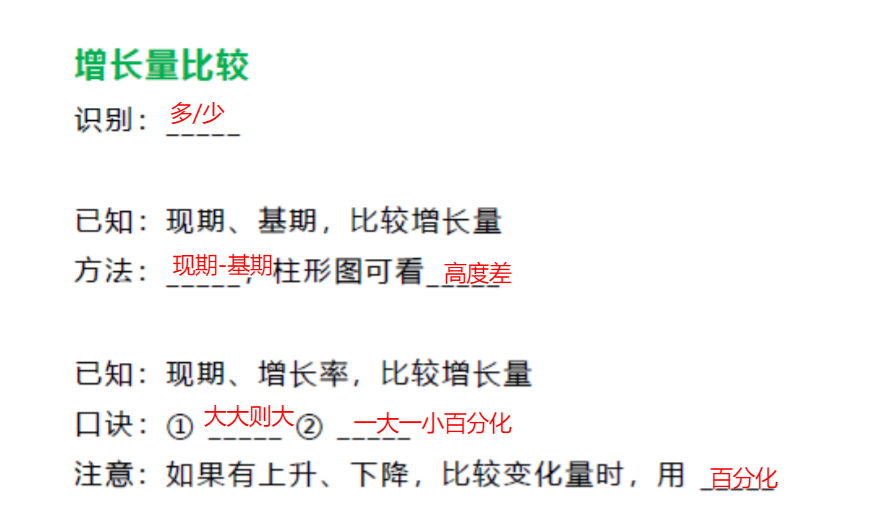 增长量比较
识别：多/少
已知：现期、基期，比较增长量
方法：现期-基期，柱形图可看高度差
已知：现期、增长率，比较增长量
口诀：① 大大则大 ② 一大一小百分化
注意：如果有上升、下降，比较变化量时，用 百分化